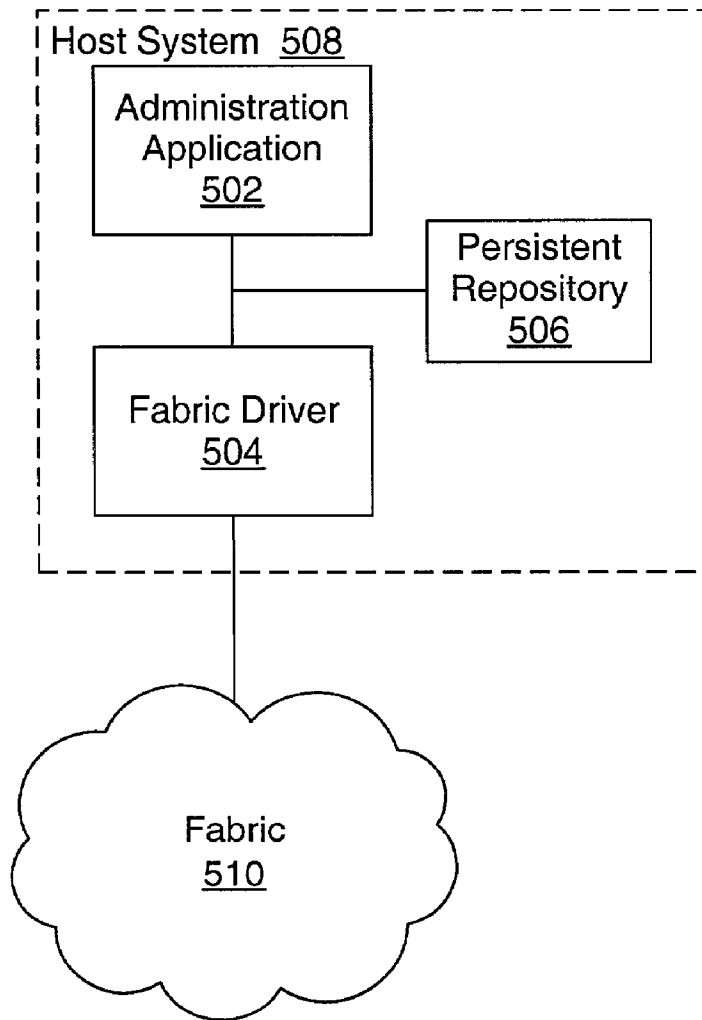 Host System 508
Administration
Application
502
Persistent
Repository
506
Fabric Driver
504
Fabric
510